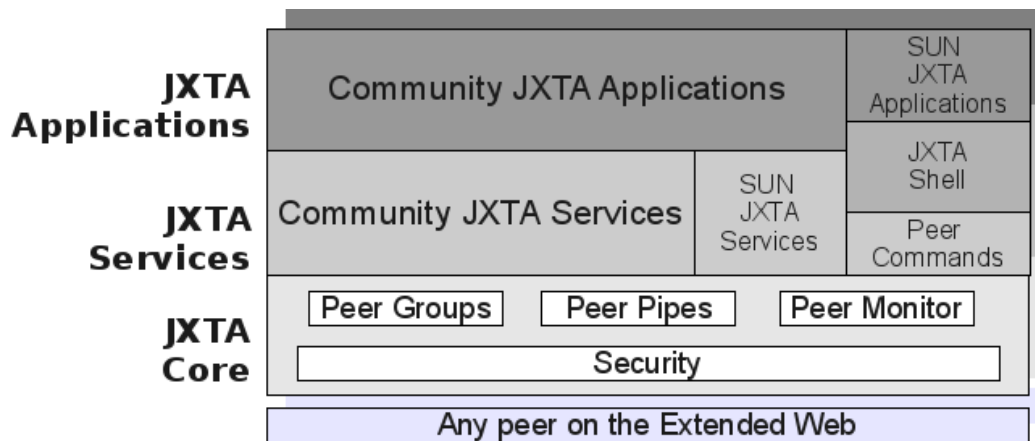 JXTA
Applications
Community JXTA Applications
SUN
JXTA
Applications
JXTA
Shell
JXTA
Services
Community JXTA Services
SUN
JXTA
Services
Peer
Commands
JXTA
Core
Peer Groups
Peer Pipes
Peer Monitor
Security
Any peer on the Extended Web